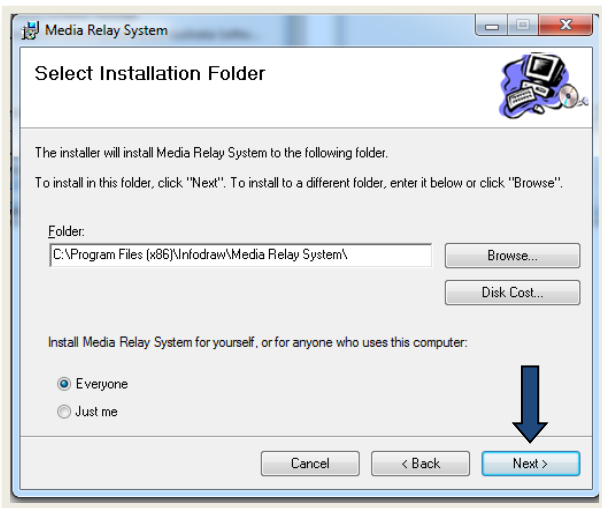 Media Relay System
Select Installation Folder
The installer will install Media Relay System to the following folder.
To install in this folder, click "Next". To install to a different folder, enter it below or click "Browse".
Folder:
C:\Program Files (x86)\Infodraw\Media Relay System\
Browse...
Disk Cost...
Install Media Relay System for yourself, or for anyone who uses this computer:
Everyone
Just me
Cancel
< Back
Next >